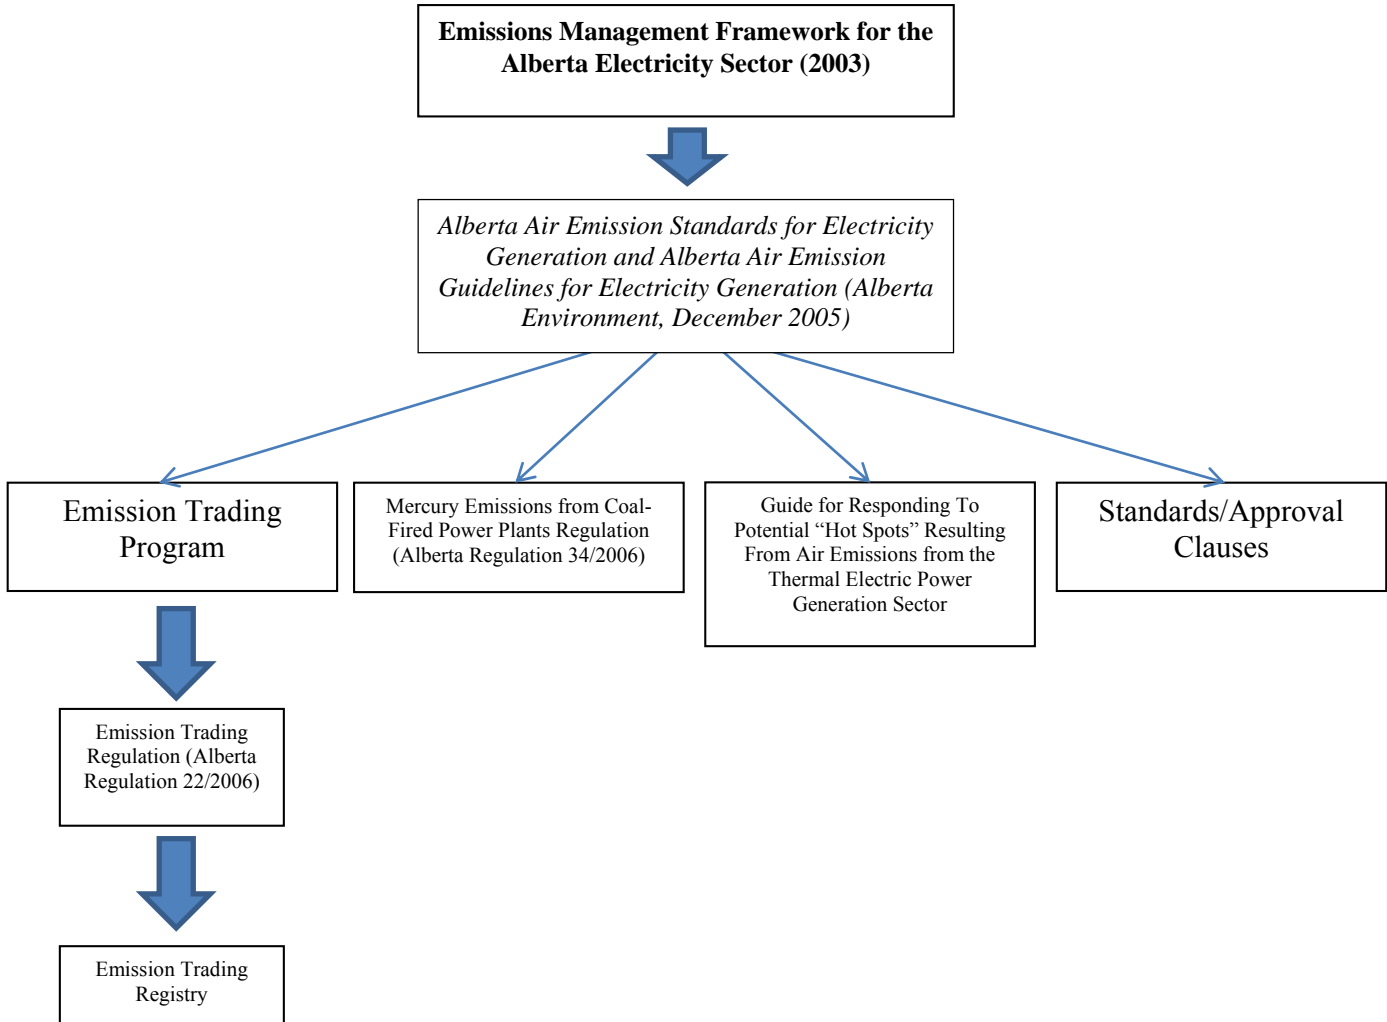 Emissions Management Framework for the
Alberta Electricity Sector (2003)
Alberta Air Emission Standards for Electricity
Generation and Alberta Air Emission
Guidelines for Electricity Generation (Alberta
Environment, December 2005)
Emission Trading
Program
Mercury Emissions from Coal-
Fired Power Plants Regulation
(Alberta Regulation 34/2006)
Guide for Responding To
Potential “Hot Spots” Resulting
From Air Emissions from the
Thermal Electric Power
Generation Sector
Standards/Approval
Clauses
Emission Trading
Regulation (Alberta
Regulation 22/2006)
Emission Trading
Registry